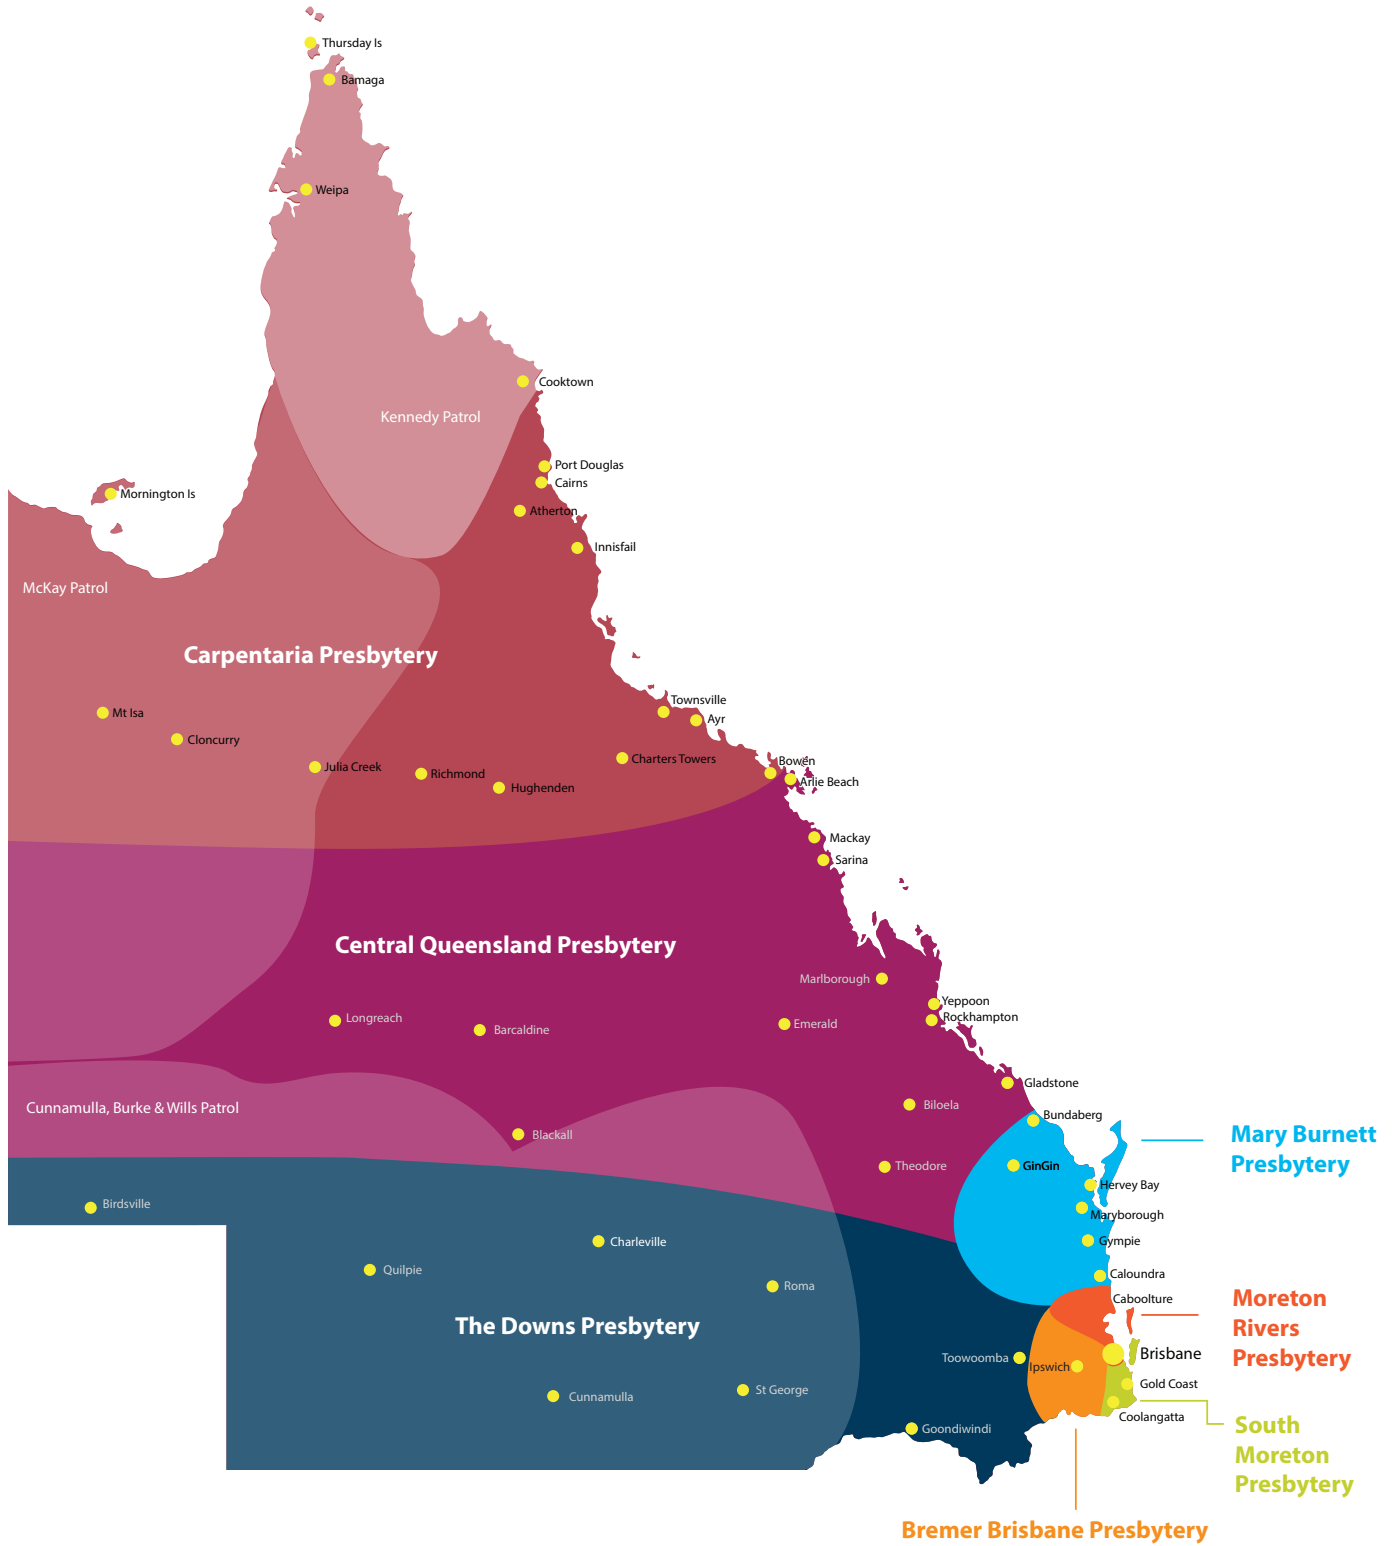 Thursday Is
Bamaga
Weipa
Cooktown
Kennedy Patrol
Port Douglas
Cairns
Mornington Is
Atherton
Innisfail
McKay Patrol
Carpentaria Presbytery
Townsville
Mt Isa
Ayr
Cloncurry
Charters Towers
Bowen
Julia Creek
Richmond
Arlie Beach
Hughenden
Mackay
Sarina
Central Queensland Presbytery
Marlborough
Yeppoon
Longreach
Rockhampton
Emerald
Barcaldine
Gladstone
Biloela
Cunnamulla, Burke & Wills Patrol
Bundaberg
Blackall
Mary Burnett
Presbytery
Theodore
GinGin
Hervey Bay
Birdsville
Maryborough
Charleville
Gympie
Quilpie
Caloundra
Roma
Caboolture
Moreton
Rivers
Presbytery
The Downs Presbytery
Brisbane
Toowoomba
Ipswich
Gold Coast
St George
Cunnamulla
Coolangatta
South
Moreton
Presbytery
Goondiwindi
Bremer Brisbane Presbytery